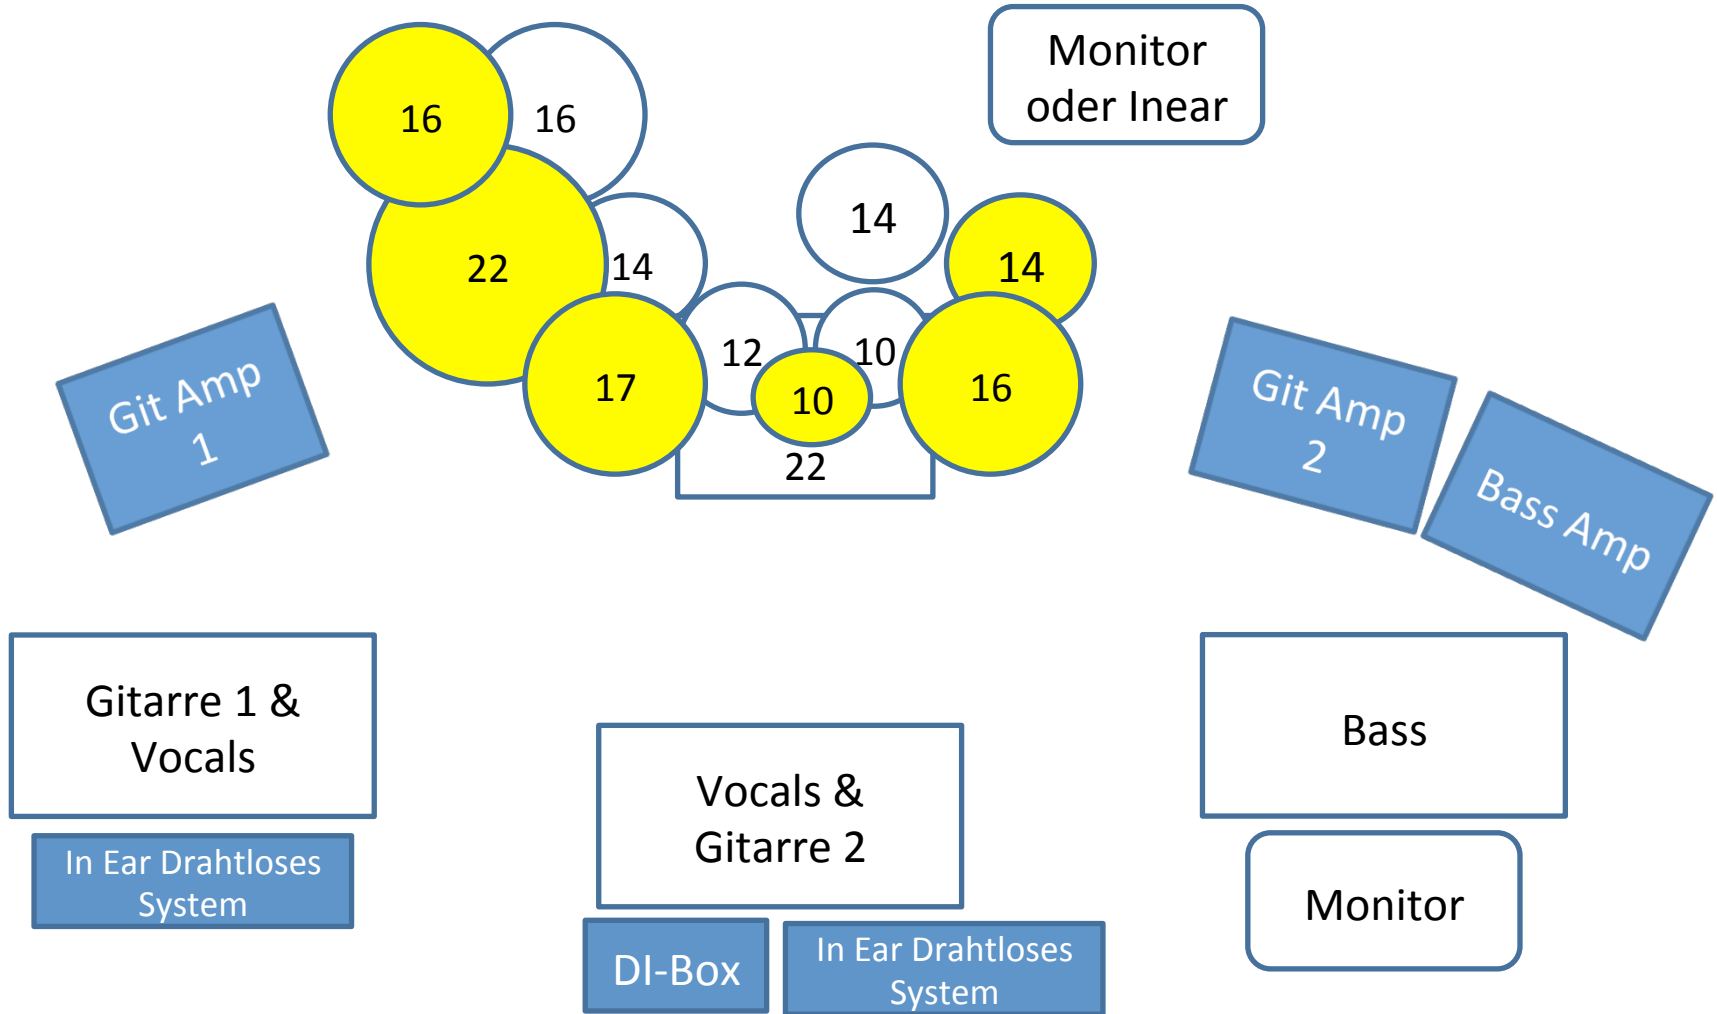 Monitor
oder Inear
16
16
14
22
14
14
12
10
17
10
16
22
Git Amp
1
Git Amp
2
Bass Amp
Gitarre 1 &
Vocals
Vocals &
Gitarre 2
Bass
In Ear Drahtloses
System
DI-Box
In Ear Drahtloses
System
Monitor